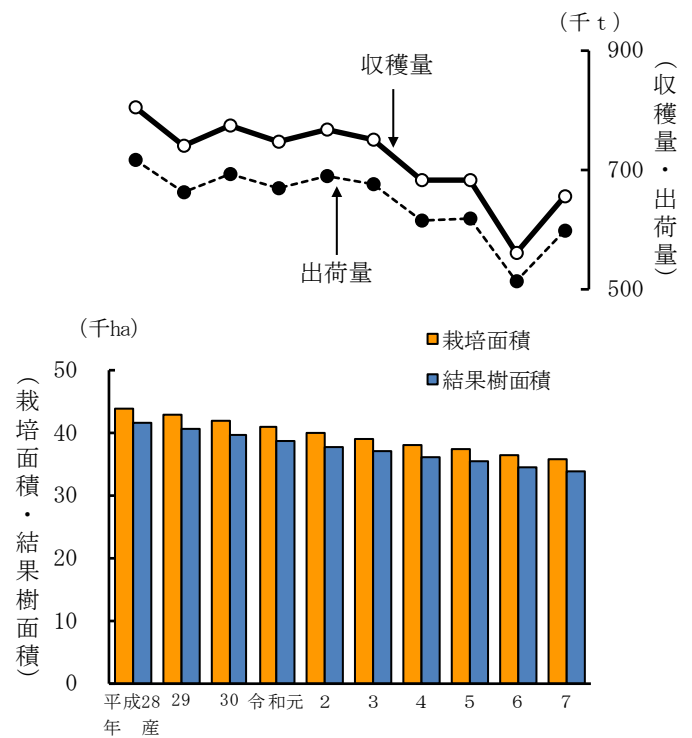 （千ｔ）
900
収穫量
700
（収穫量・出荷量）
出荷量
500
（千ha）
栽培面積
結果樹面積
50
（栽培面積・結果樹面積）
40
30
20
10
0
平成28 29 30 令和元 2 3 4 5 6 7
年 産